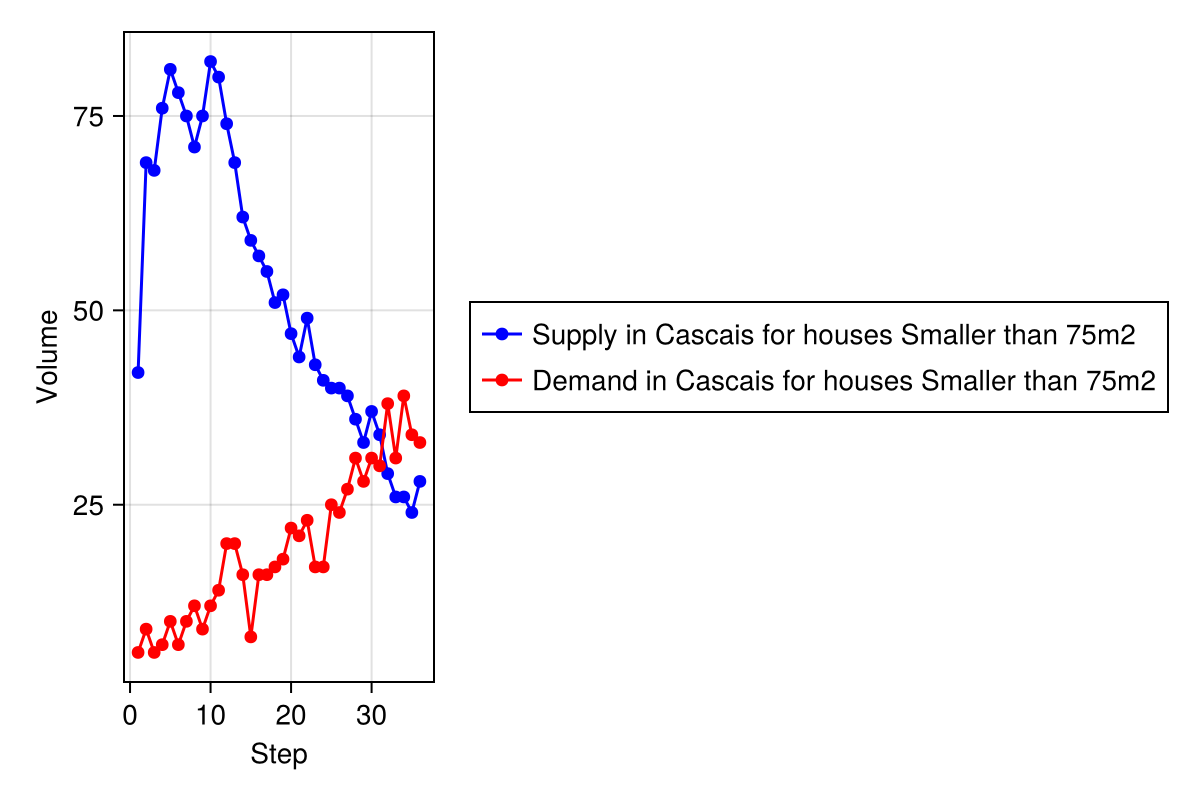 75
50
25
Volume
0 10 20 30
Step
Supply in Cascais for houses Smaller than 75m2
Demand in Cascais for houses Smaller than 75m2